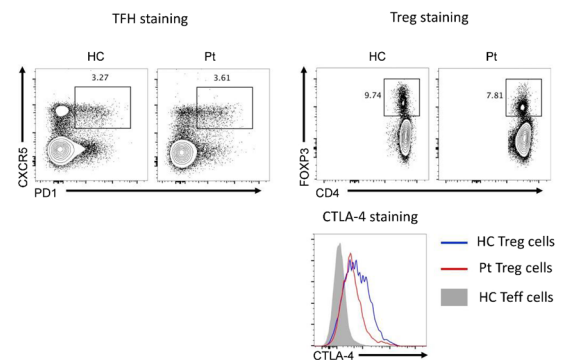 TFH staining
Treg staining
HC
Pt
HC
Pt
3.27
3.61
9.74
7.81
CXCR5
FOXP3
PD1
CD4
CTLA-4 staining
HC Treg cells
Pt Treg cells
HC Teff cells
CTLA-4